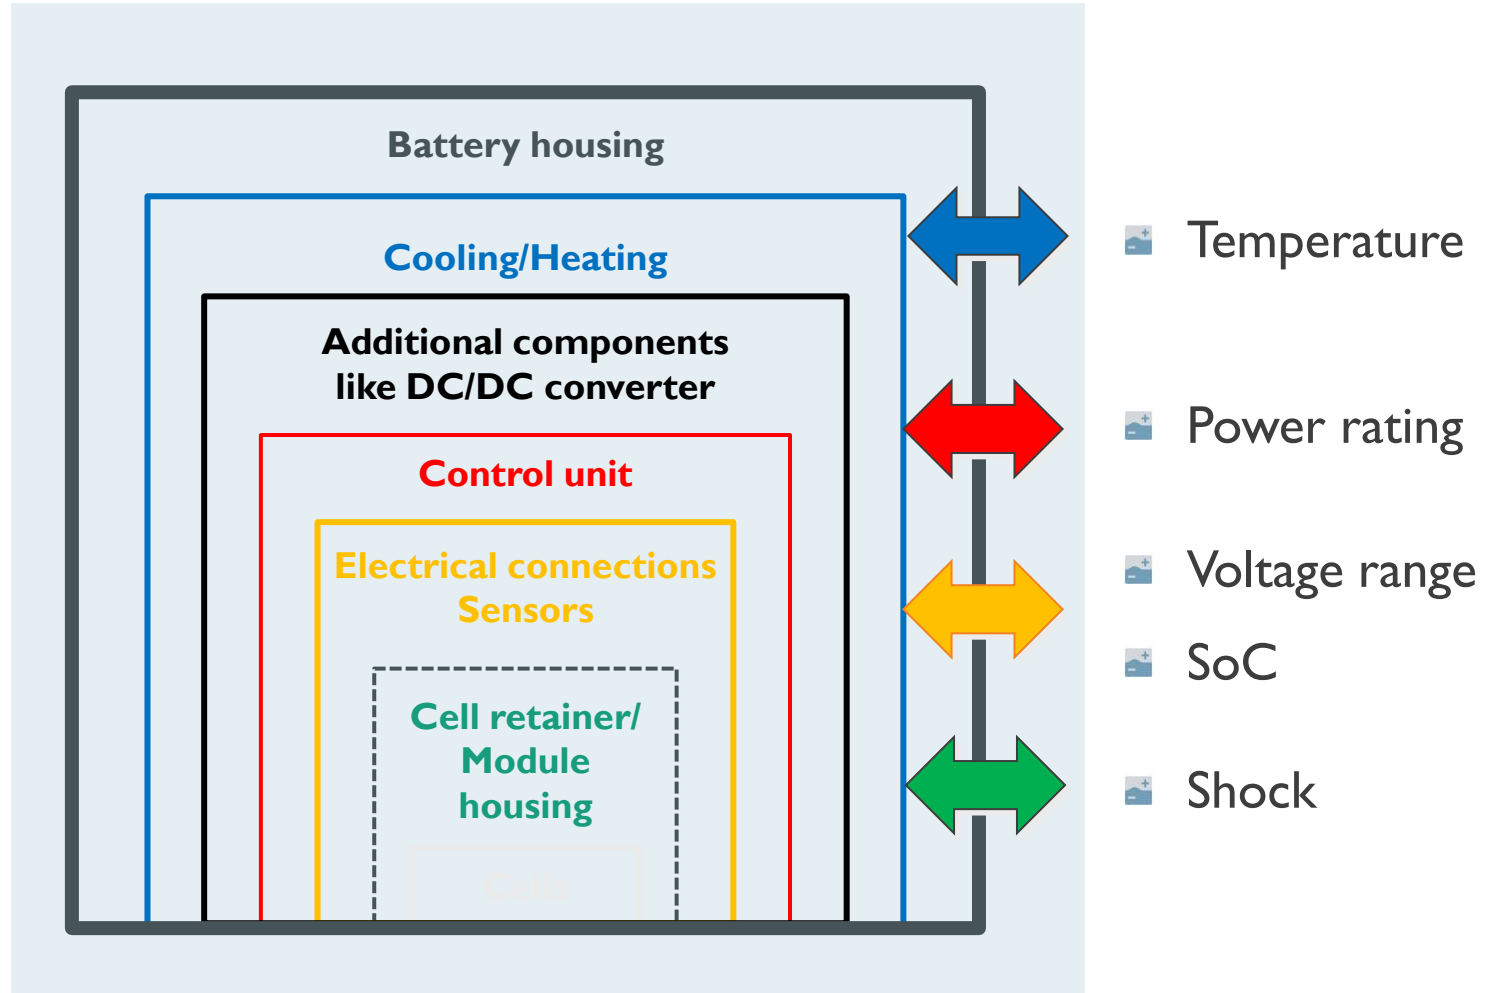 Battery housing
Cooling/Heating
Additional components
like DC/DC converter
Control unit
Electrical connections
Sensors
Cell retainer/
Module
housing
Cells
Temperature
Power rating
Voltage range
SoC
Shock